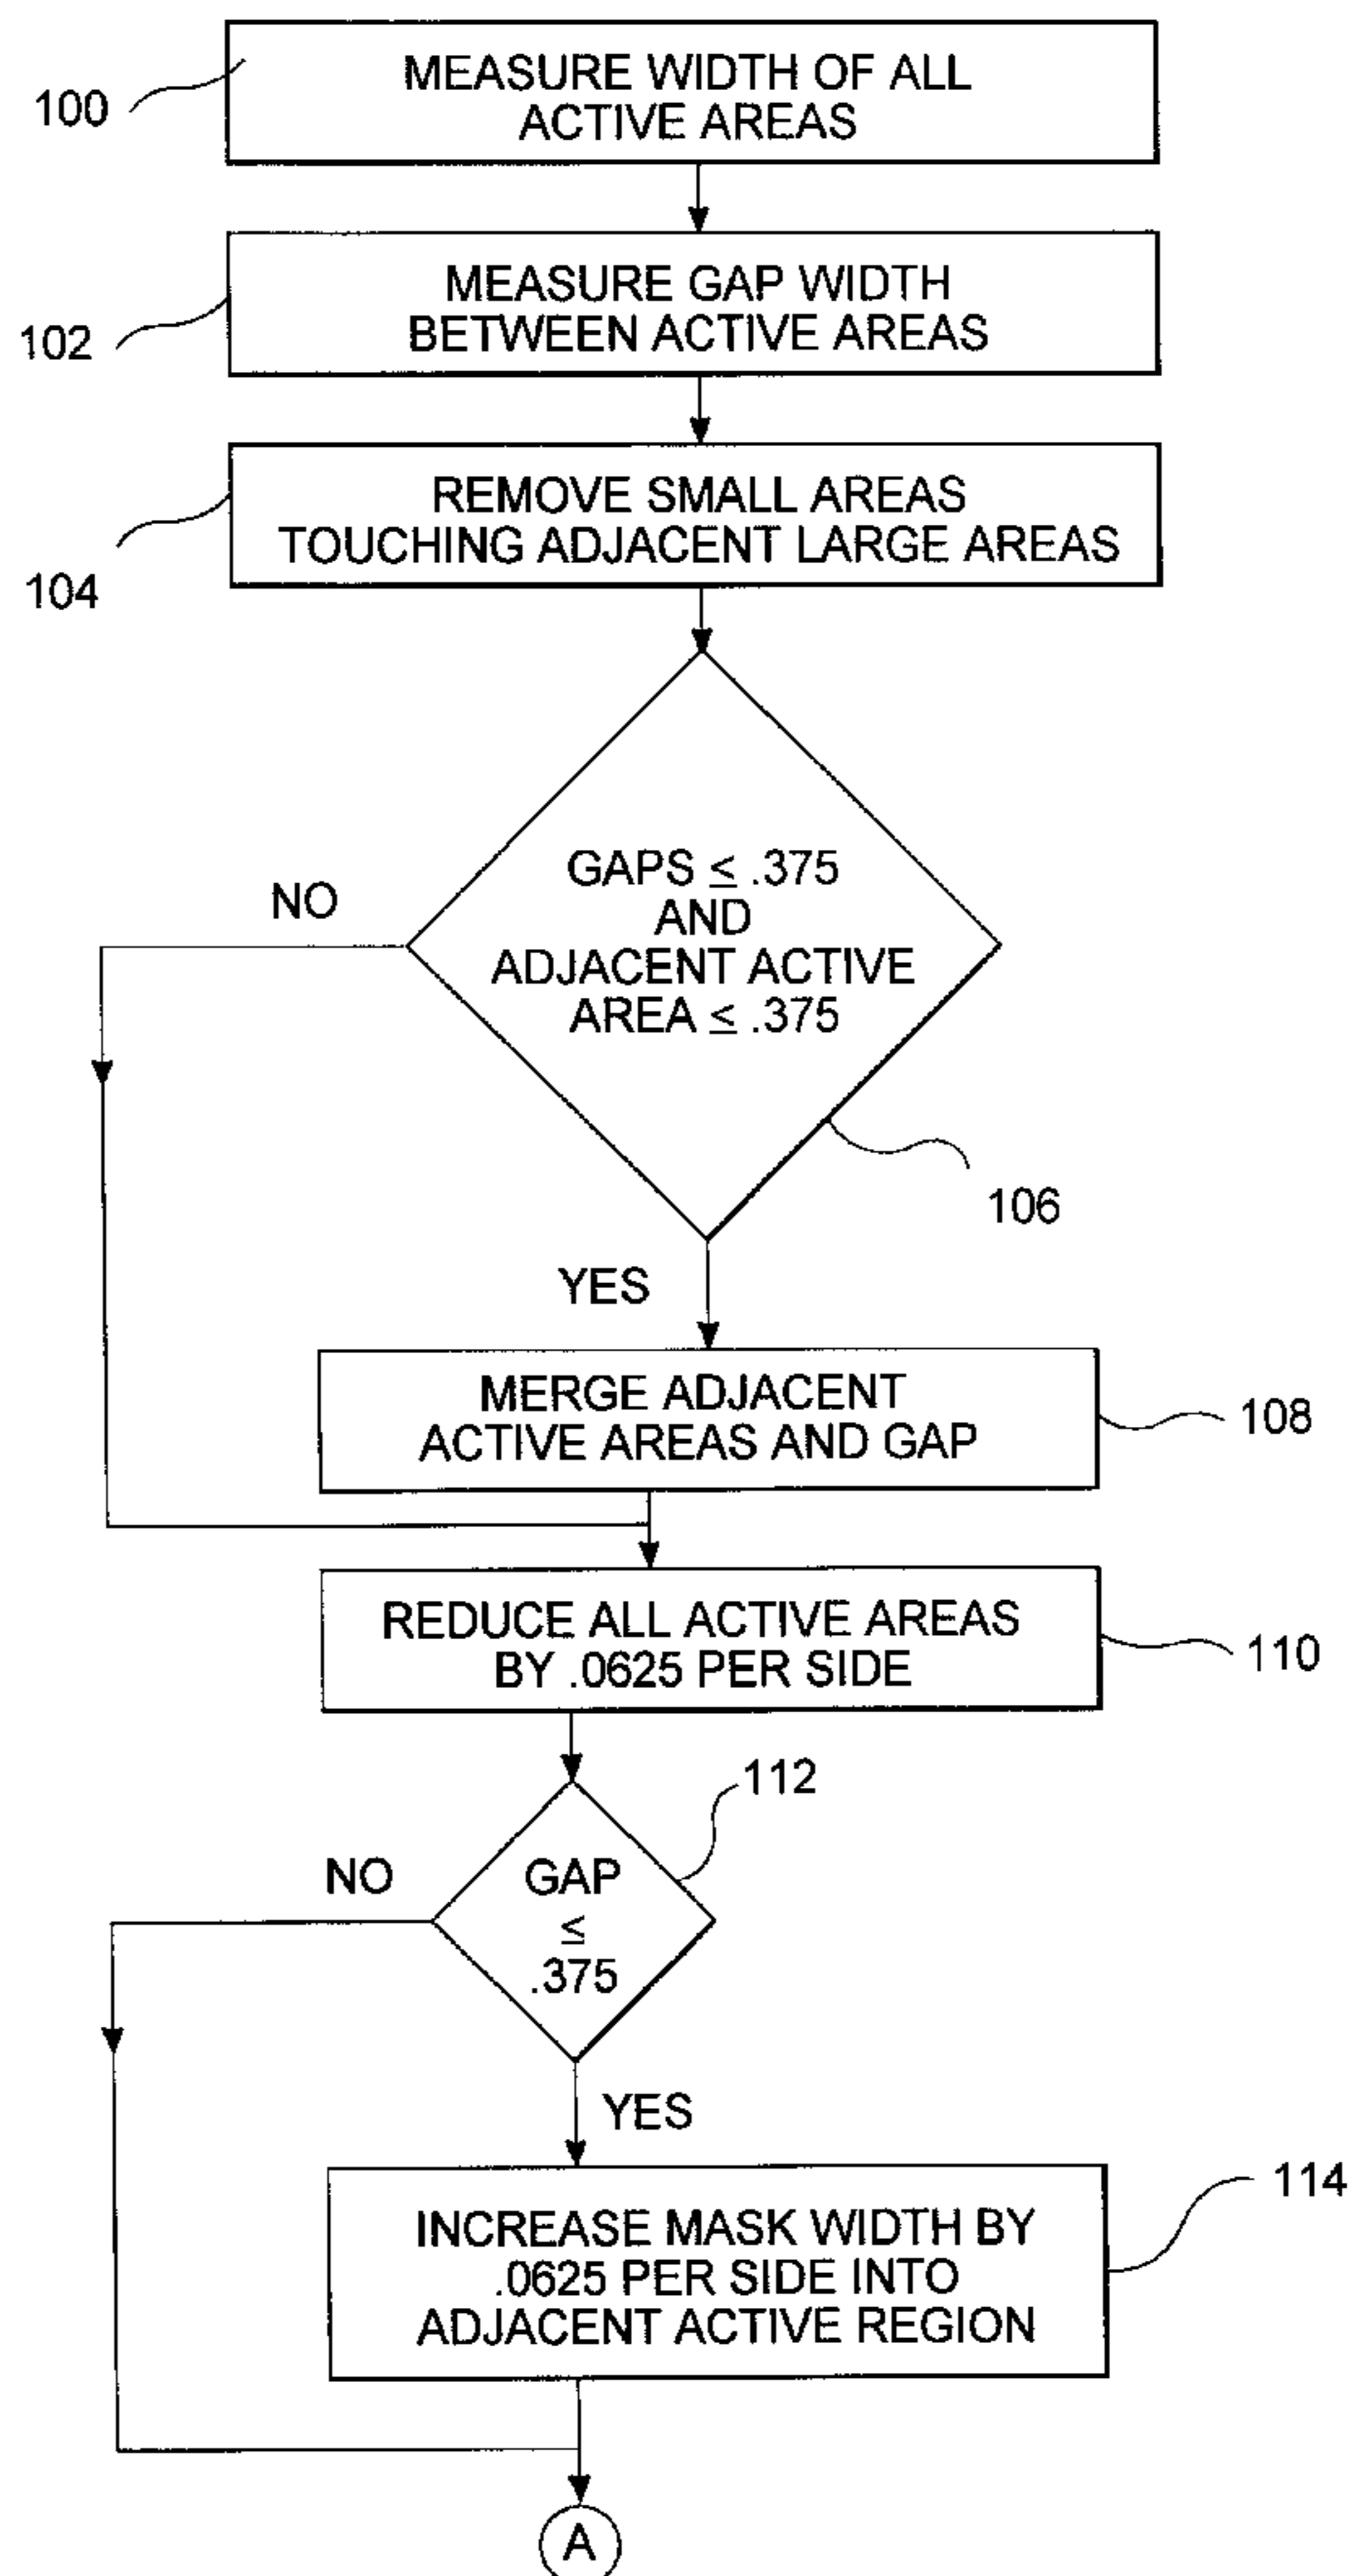 MEASURE WIDTH OF ALL
ACTIVE AREAS
100
MEASURE GAP WIDTH
BETWEEN ACTIVE AREAS
102
REMOVE SMALL AREAS
TOUCHING ADJACENT LARGE AREAS
104
GAPS ≤ .375
AND
ADJACENT ACTIVE
AREA ≤ .375
NO
106
YES
MERGE ADJACENT
ACTIVE AREAS AND GAP
108
REDUCE ALL ACTIVE AREAS
BY .0625 PER SIDE
110
112
GAP
≤
.375
NO
YES
INCREASE MASK WIDTH BY
.0625 PER SIDE INTO
ADJACENT ACTIVE REGION
114
A